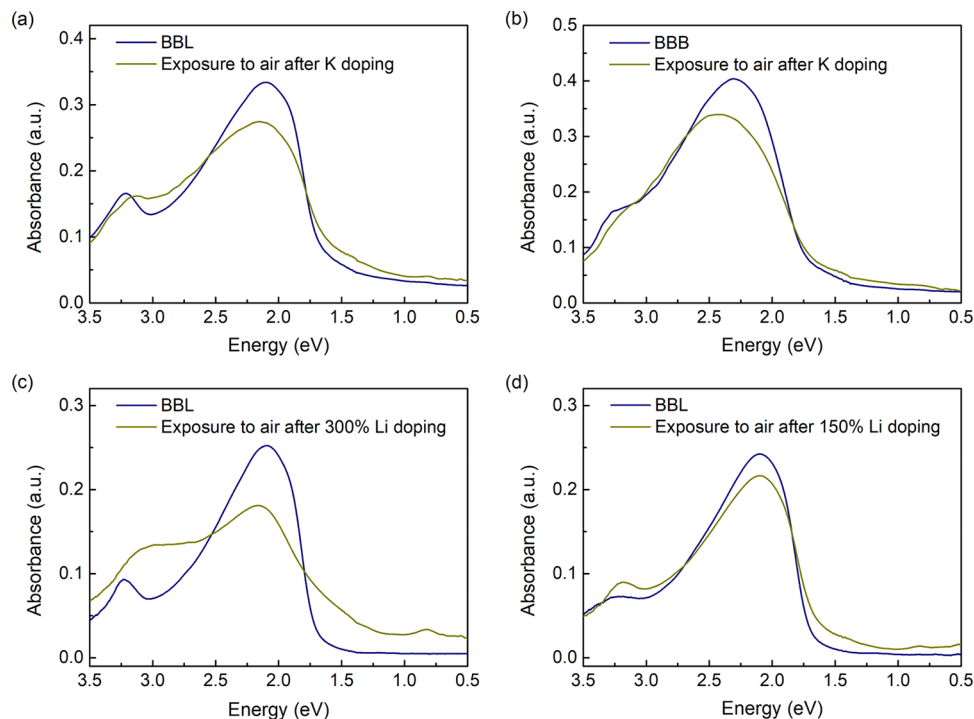 (a)
0.4
0.3
0.2
0.1
0.0
Absorbance (a.u.)
BBL
Exposure to air after K doping
3.5 3.0 2.5 2.0 1.5 1.0 0.5
Energy (eV)
(b)
0.5
0.4
0.3
0.2
0.1
0.0
Absorbance (a.u.)
BBB
Exposure to air after K doping
3.5 3.0 2.5 2.0 1.5 1.0 0.5
Energy (eV)
(c)
0.3
0.2
0.1
0.0
Absorbance (a.u.)
BBL
Exposure to air after 300% Li doping
3.5 3.0 2.5 2.0 1.5 1.0 0.5
Energy (eV)
(d)
0.3
0.2
0.1
0.0
Absorbance (a.u.)
BBL
Exposure to air after 150% Li doping
3.5 3.0 2.5 2.0 1.5 1.0 0.5
Energy (eV)